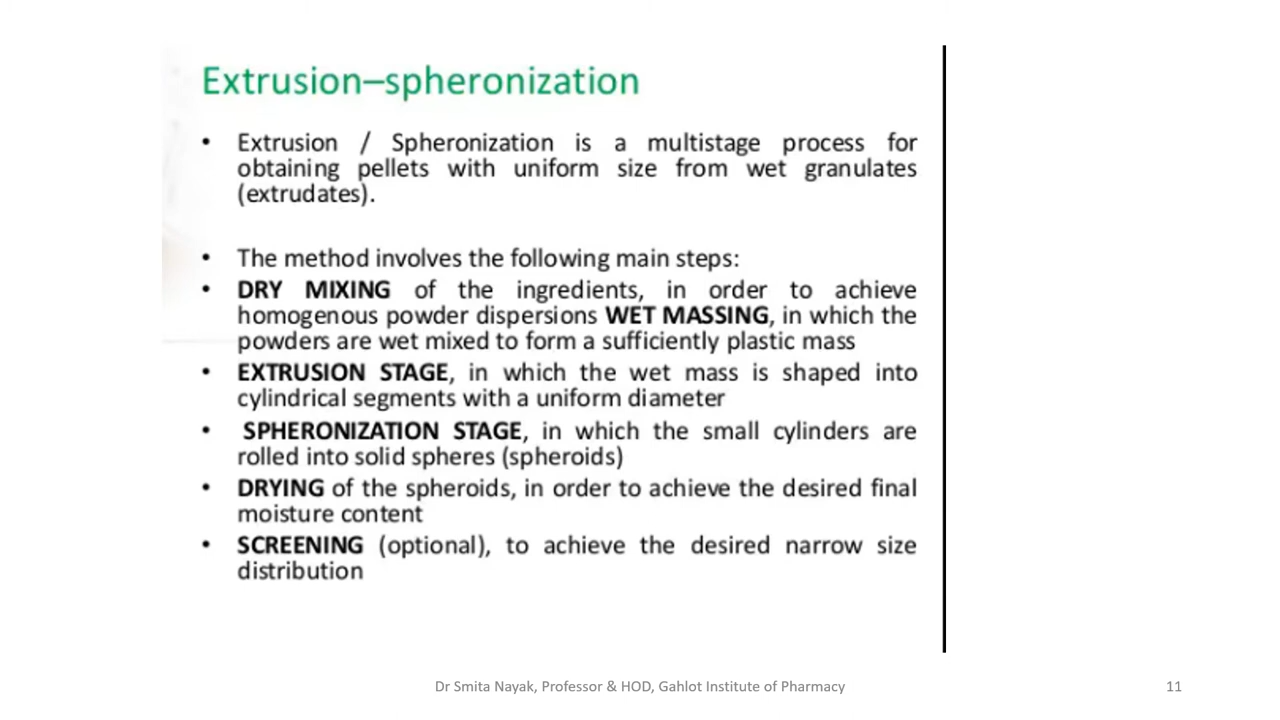 Extrusion–spheronization
• Extrusion / Spheronization is a multistage process for
obtaining pellets with uniform size from wet granulates
(extrudates).
• The method involves the following main steps:
• DRY MIXING of the ingredients, in order to achieve
homogenous powder dispersions WET MASSING, in which the
powders are wet mixed to form a sufficiently plastic mass
• EXTRUSION STAGE, in which the wet mass is shaped into
cylindrical segments with a uniform diameter
• SPHERONIZATION STAGE, in which the small cylinders are
rolled into solid spheres (spheroids)
• DRYING of the spheroids, in order to achieve the desired final
moisture content
• SCREENING (optional), to achieve the desired narrow size
distribution
Dr Smita Nayak, Professor & HOD, Gahlot Institute of Pharmacy
11